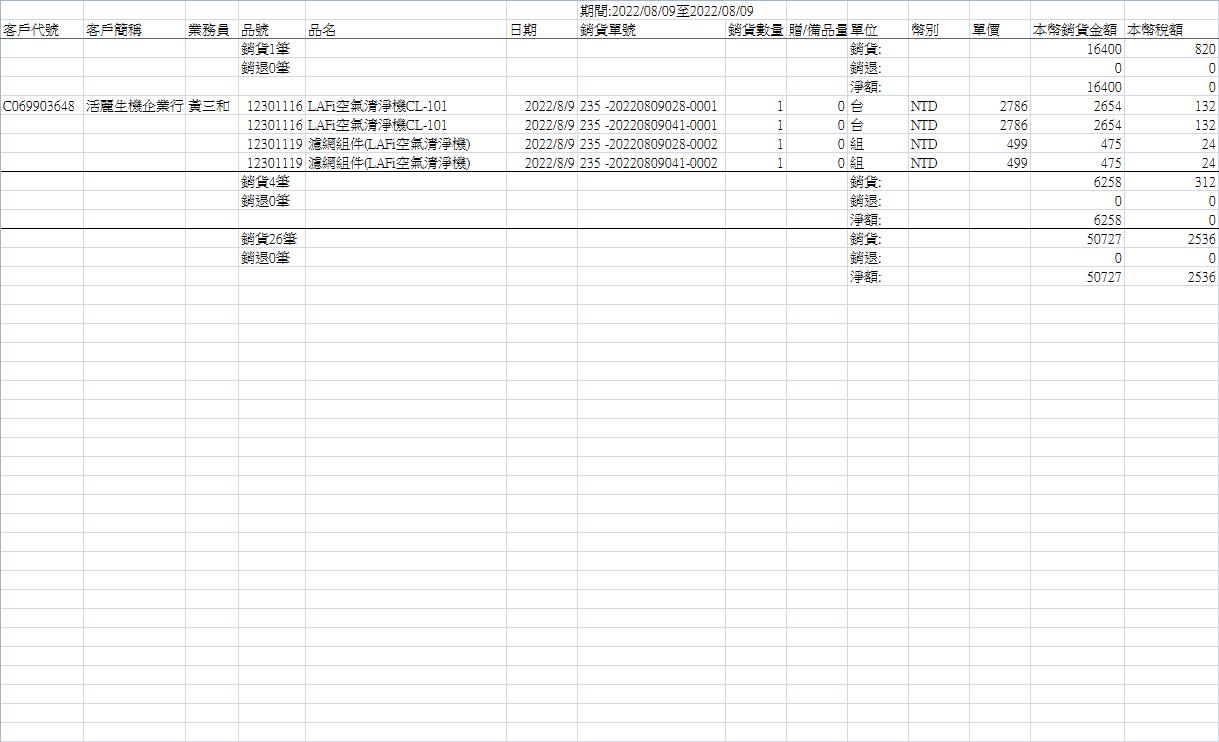 期間:2022/08/09至2022/08/09
客戶代號 客戶簡稱 業務員 品號 品名 日期 銷貨單號 銷貨數量 贈/備品量 單位 幣別 單價 本幣銷貨金額 本幣稅額
銷貨1筆 銷貨: 16400 820
銷退0筆 銷退: 0 0
淨額: 16400 0
C069903648 活麗生機企業行 黃三和 12301116 LAFi空氣清淨機CL-101 2022/8/9 235 -20220809028-0001 1 0 台 NTD 2786 2654 132
12301116 LAFi空氣清淨機CL-101 2022/8/9 235 -20220809041-0001 1 0 台 NTD 2786 2654 132
12301119 濾網組件(LAFi空氣清淨機) 2022/8/9 235 -20220809028-0002 1 0 組 NTD 499 475 24
12301119 濾網組件(LAFi空氣清淨機) 2022/8/9 235 -20220809041-0002 1 0 組 NTD 499 475 24
銷貨4筆 銷貨: 6258 312
銷退0筆 銷退: 0 0
淨額: 6258 0
銷貨26筆 銷貨: 50727 2536
銷退0筆 銷退: 0 0
淨額: 50727 2536